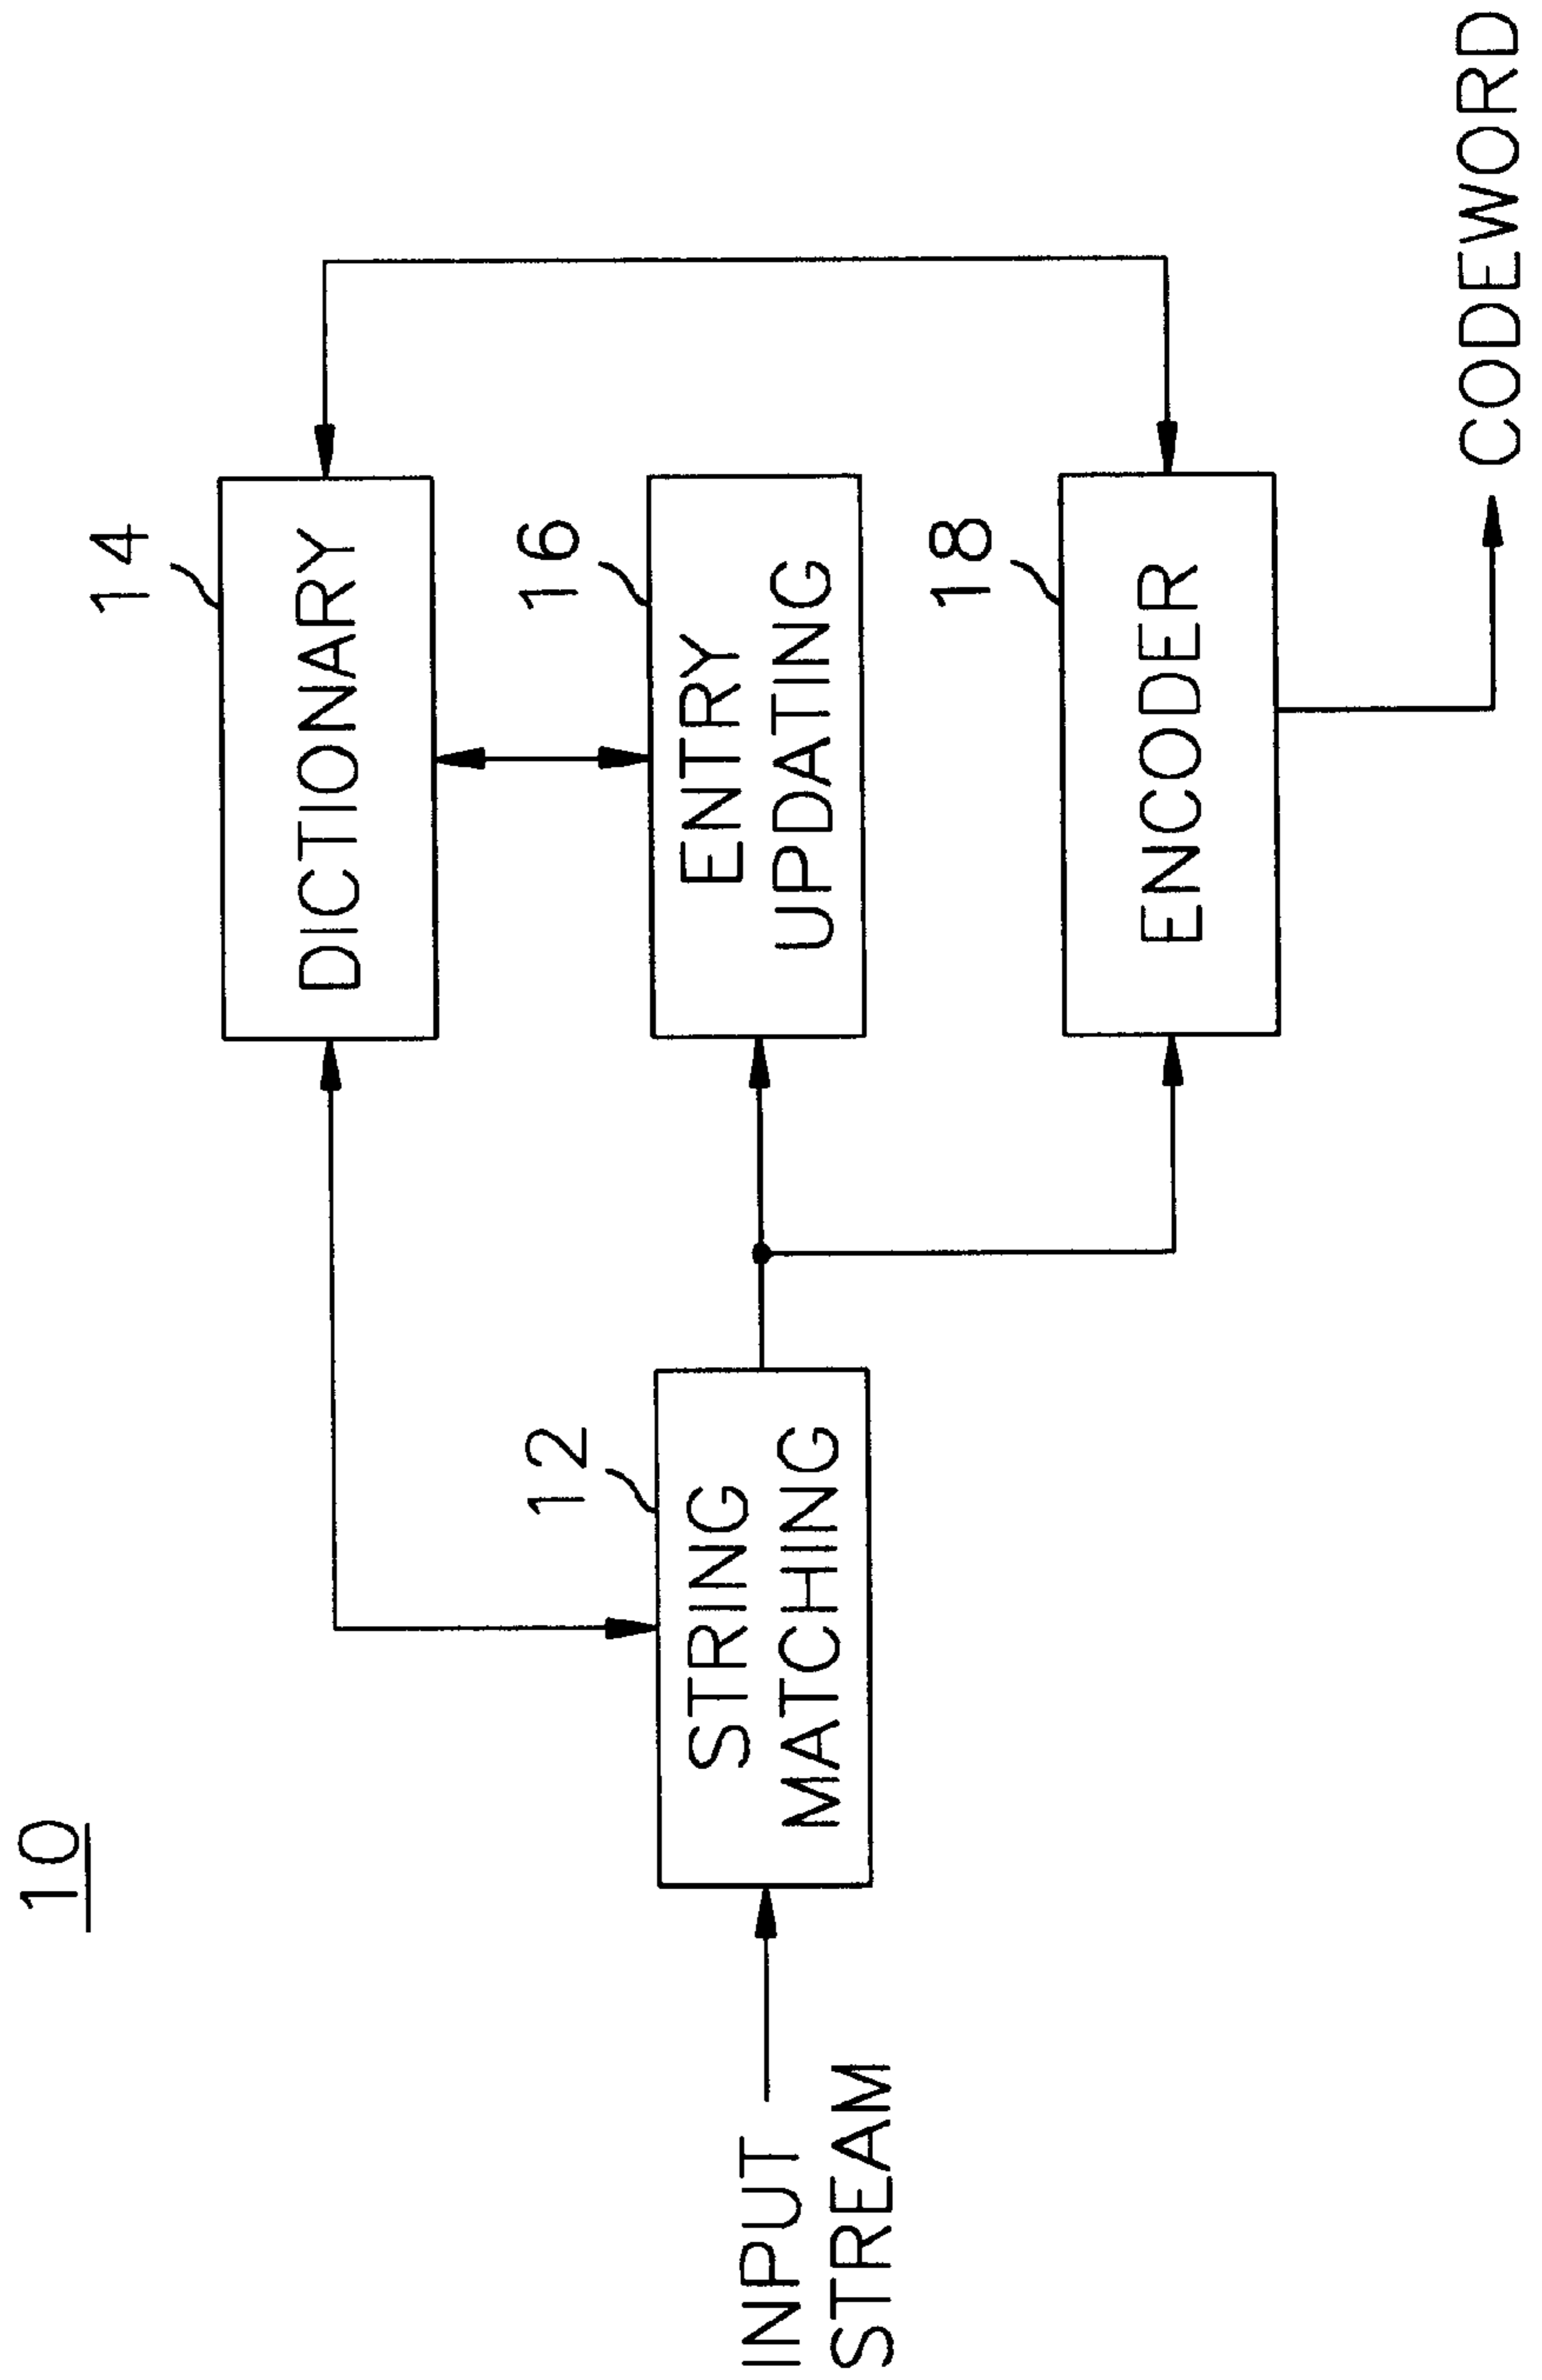 10
14
DICTIONARY
12
STRING
MATCHING
16
ENTRY
UPDATING
INPUT
STREAM
18
ENCODER
CODEWORD